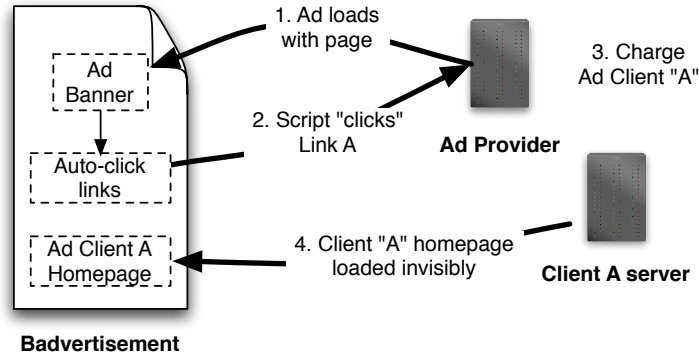 1. Ad loads
with page
3. Charge
Ad Client "A"
Ad
Banner
2. Script "clicks"
Link A
Ad Provider
Auto-click
links
Ad Client A
Homepage
4. Client "A" homepage
loaded invisibly
Client A server
Badvertisement